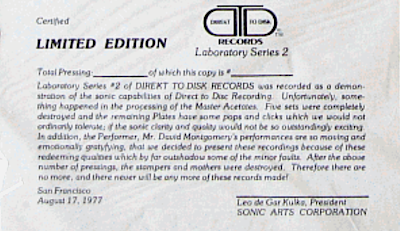 Certified
DIREKT TO DISK
LIMITED EDITION
RECORDS
Laboratory Series 2
Total Pressing: of which this copy is #
Laboratory Series #2 of DIREKT TO DISK RECORDS was recorded as a demon-
stration of the sonic capabilities of Direct to Disc Recording. Unfortunately, some-
thing happened in the processing of the Master Acetates. Five sets were completely
destroyed and the remaining Plates have some pops and clicks which we would not
ordinarily tolerate; if the sonic clarity and quality would not be so outstandingly exciting.
In addition, the Performer, Mr. David Montgomery's performances are so moving and
emotionally gratifying, that we decided to present these recordings because of these
redeeming qualities which by far outshadow some of the minor faults. After the above
number of pressings, the stampers and mothers were destroyed. Therefore there are
no more, and there never will be any more of these records made!
San Francisco
August 17, 1977
Leo de Gar Kulka, President
SONIC ARTS CORPORATION